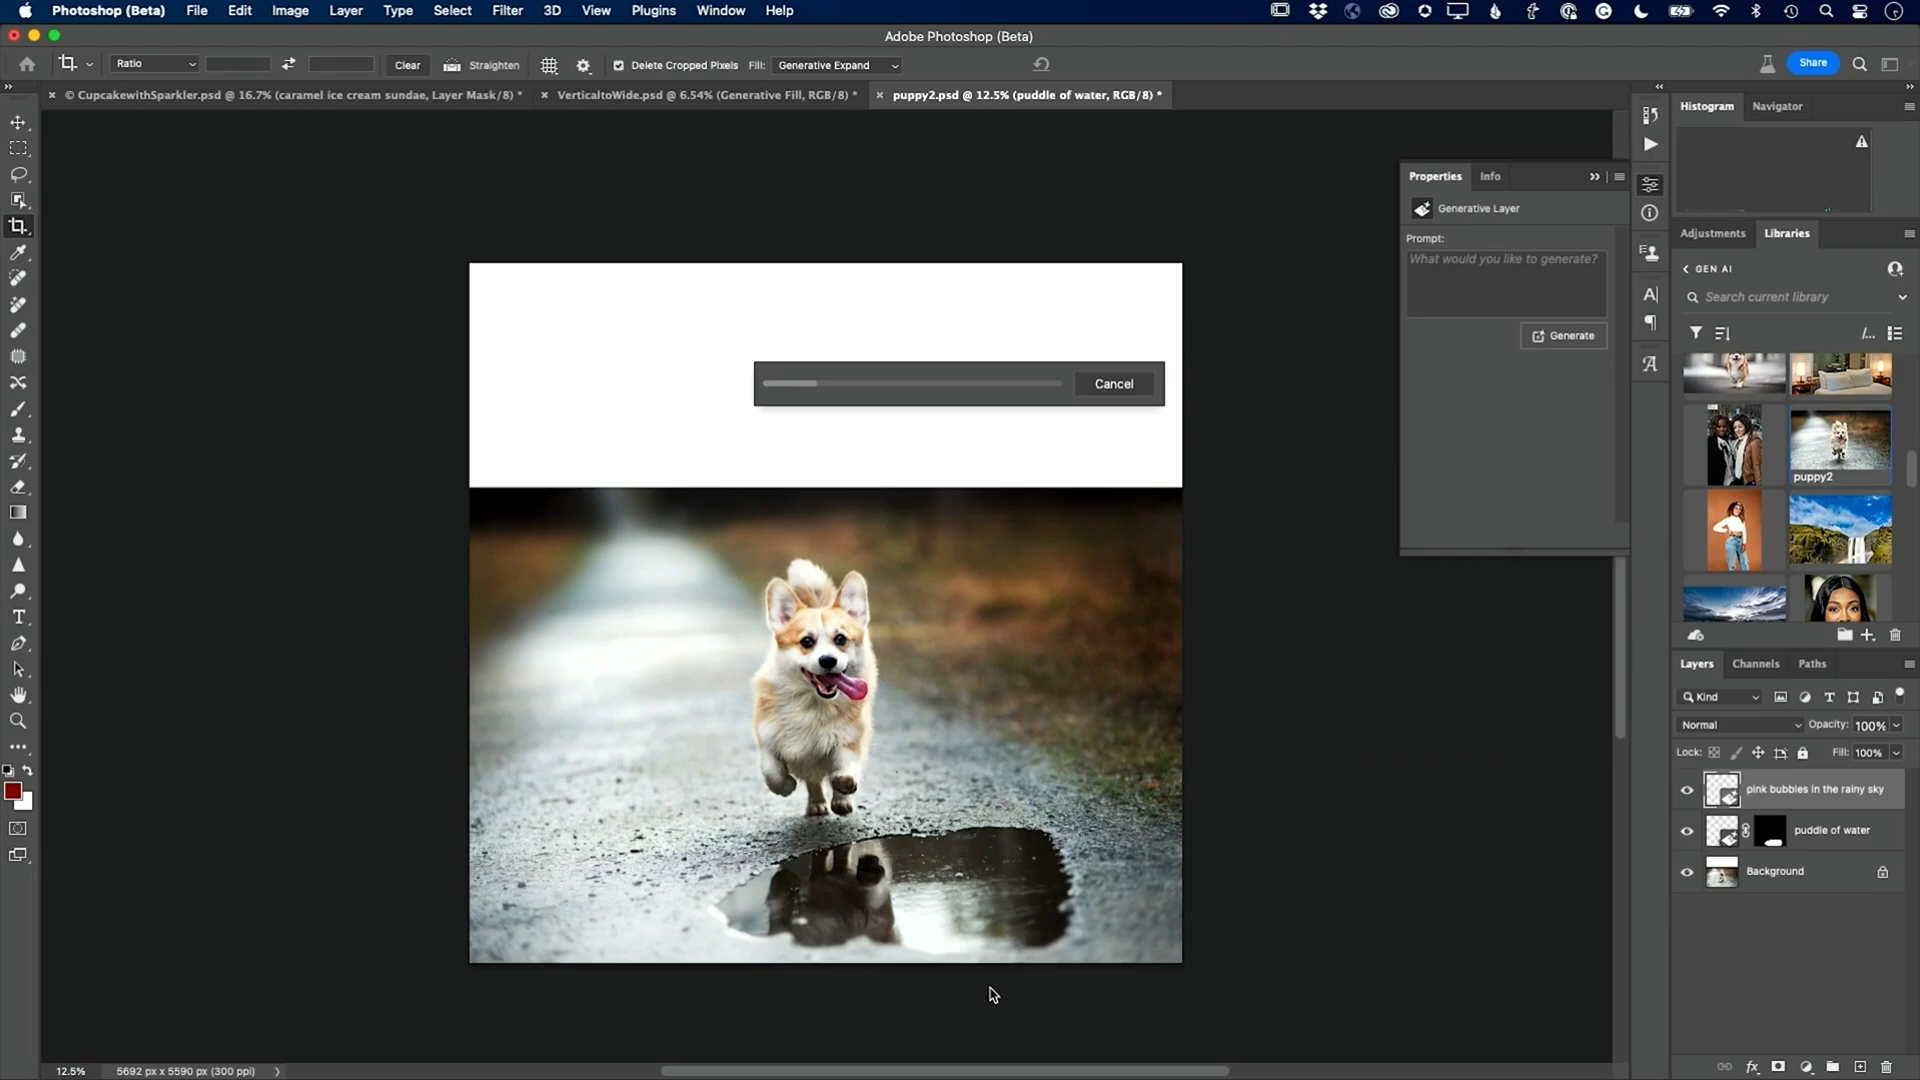 Photoshop (Beta) File Edit Image Layer Type Select Filter 3D View Plugins Window Help
Adobe Photoshop (Beta)
Ratio Clear Straighten Delete Cropped Pixels Fill: Generative Expand Share
© CupcakewithSparkler.psd @ 16.7% (caramel ice cream sundae, Layer Mask/8) *
VerticaltoWide.psd @ 6.54% (Generative Fill, RGB/8) *
puppy2.psd @ 12.5% (puddle of water, RGB/8) *
Histogram Navigator
Properties Info
Generative Layer
Prompt:
What would you like to generate?
Generate
Adjustments Libraries
GEN AI
Search current library
/...
puppy2
Cancel
Layers Channels Paths
Kind
Normal Opacity: 100%
Lock: Fill: 100%
pink bubbles in the rainy sky
puddle of water
Background
12.5% 5692 px x 5590 px (300 ppi)